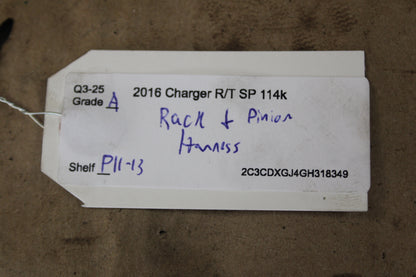 Q3-25
Grade A 2016 Charger R/T SP 114k
Rack & Pinion
Harness
Shelf P11-13 2C3CDXGJ4GH318349